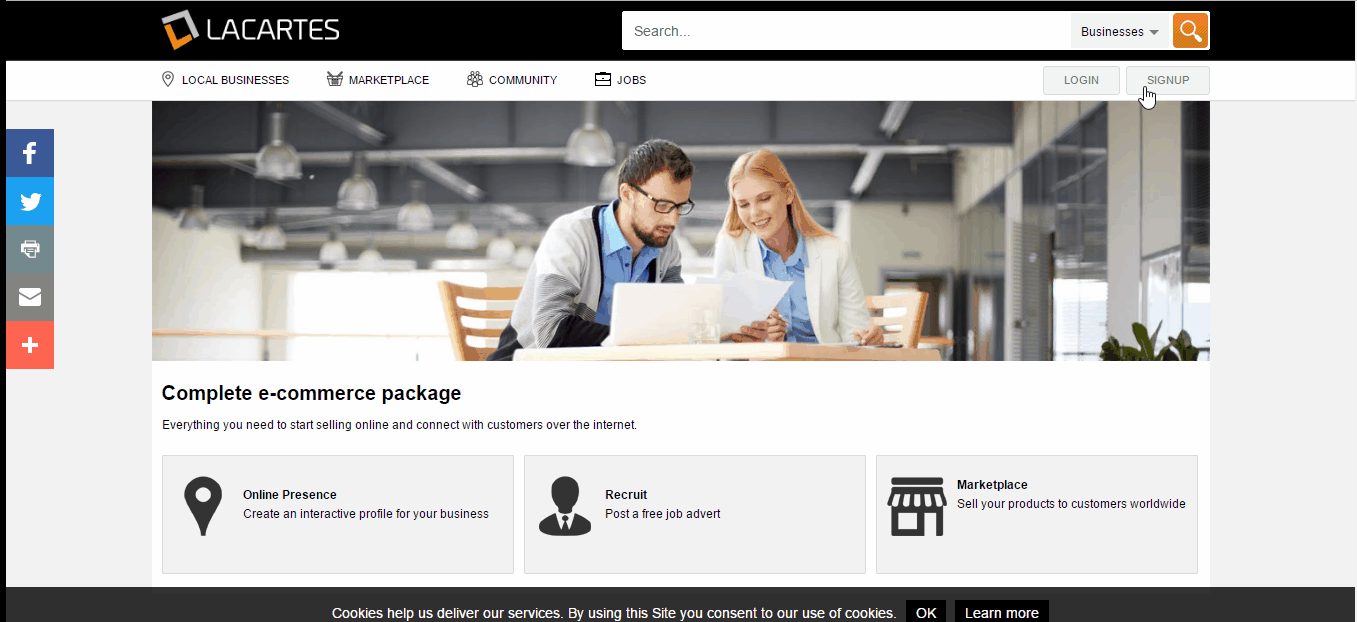 LACARTES
Search...
Businesses
LOCAL BUSINESSES
MARKETPLACE
COMMUNITY
JOBS
LOGIN
SIGNUP
Complete e-commerce package
Everything you need to start selling online and connect with customers over the internet.
Online Presence
Create an interactive profile for your business
Recruit
Post a free job advert
Marketplace
Sell your products to customers worldwide
Cookies help us deliver our services. By using this Site you consent to our use of cookies. OK Learn more